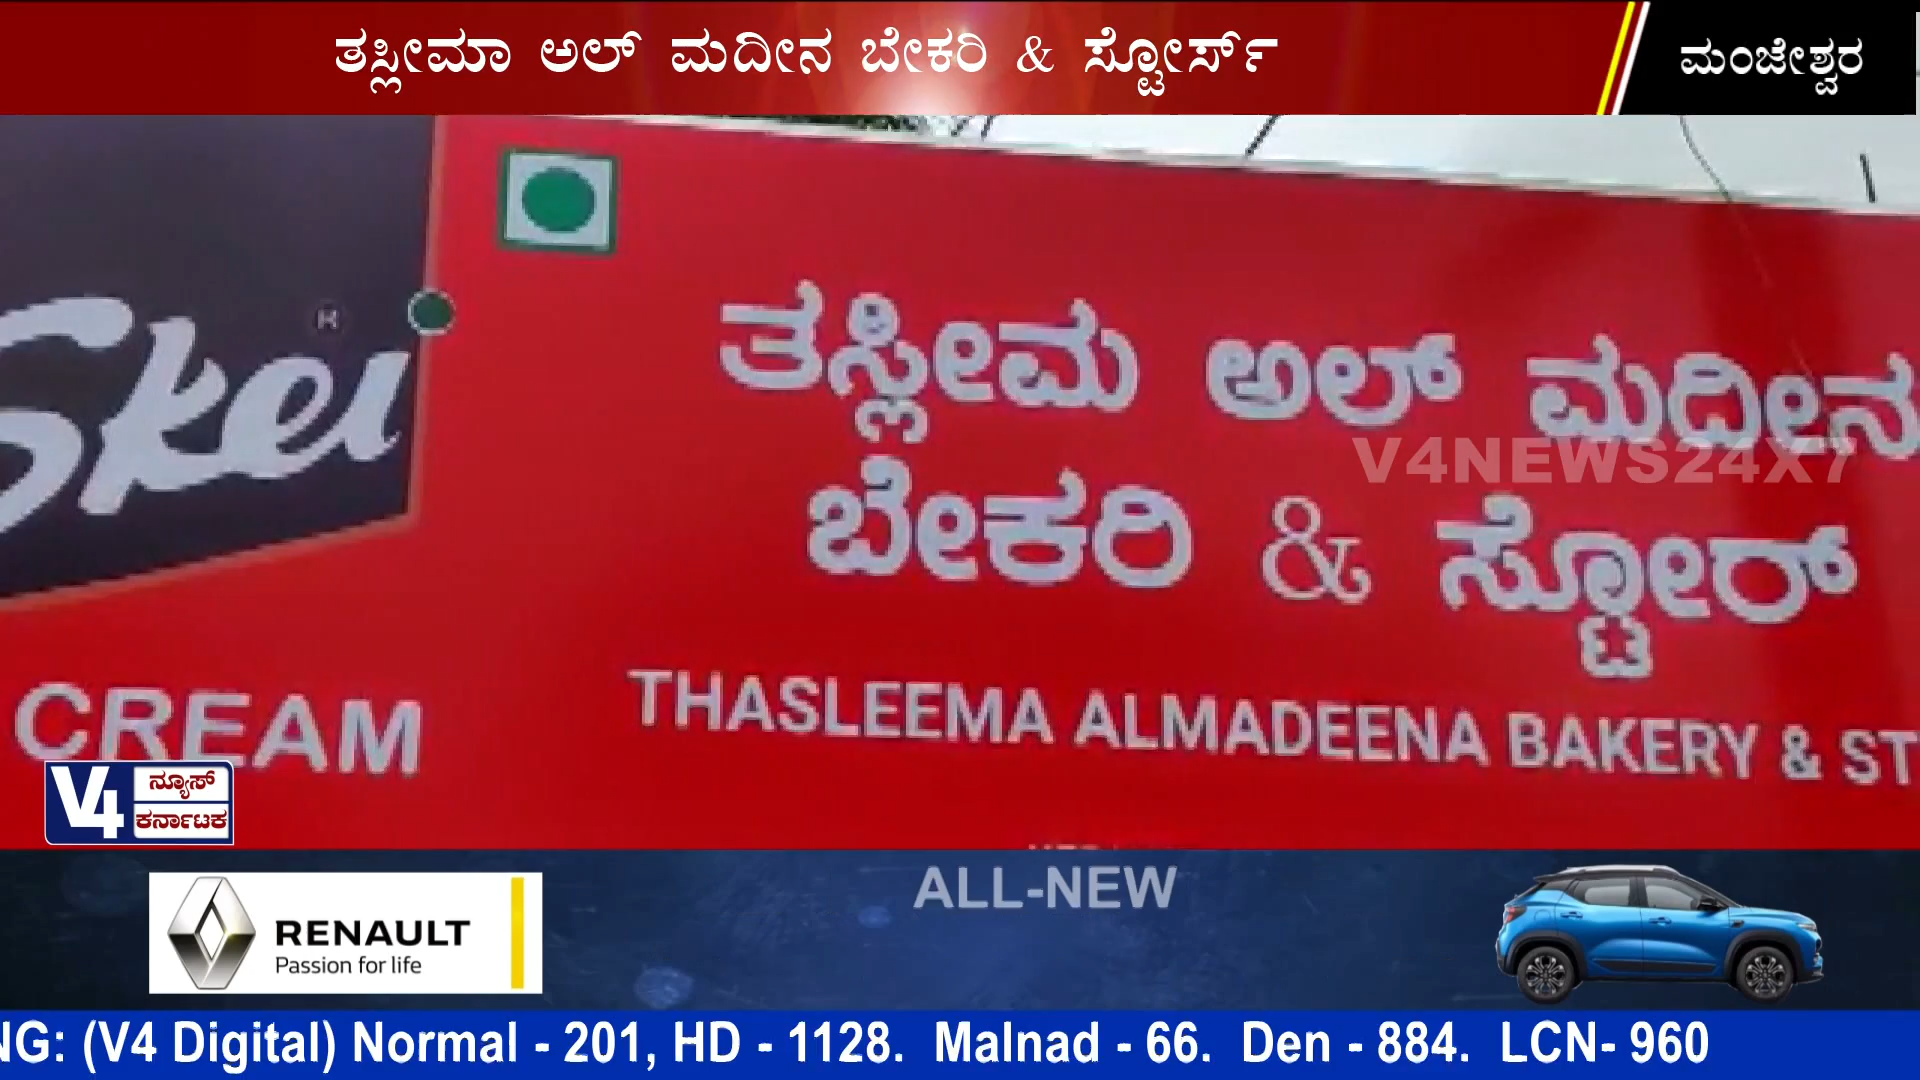 ತಸ್ಲೀಮಾ ಅಲ್ ಮದೀನ ಬೇಕರಿ & ಸ್ಟೋರ್ಸ್
ಮಂಜೇಶ್ವರ
Skei
®
ತಸ್ಲೀಮ ಅಲ್ ಮದೀನ
V4NEWS24X7
ಬೇಕರಿ & ಸ್ಟೋರ್
CREAM
THASLEEMA ALMADEENA BAKERY & ST
V4 ನ್ಯೂಸ್
ಕರ್ನಾಟಕ
ALL-NEW
RENAULT
Passion for life
NG: (V4 Digital) Normal - 201, HD - 1128. Malnad - 66. Den - 884. LCN- 960